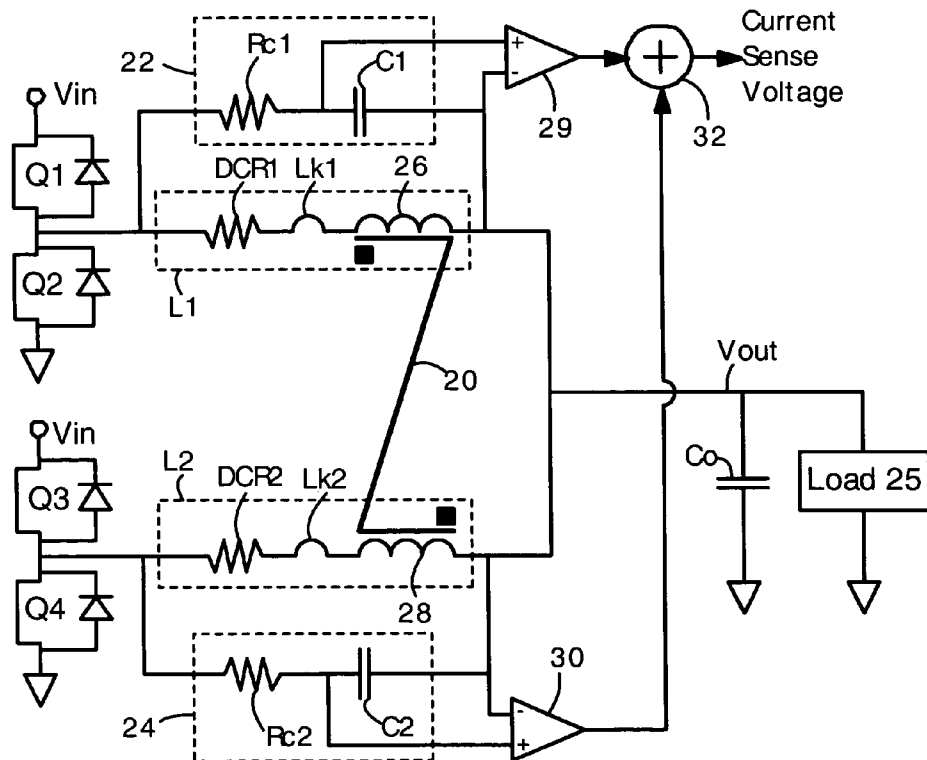 Current
Sense
Voltage
22
Rc1
C1
+
-
29
+
32
Vin
Q1
DCR1
Lk1
26
Q2
L1
20
Vout
Vin
L2
DCR2
Lk2
Q3
Co
Load 25
Q4
28
30
24
Rc2
C2
-
+